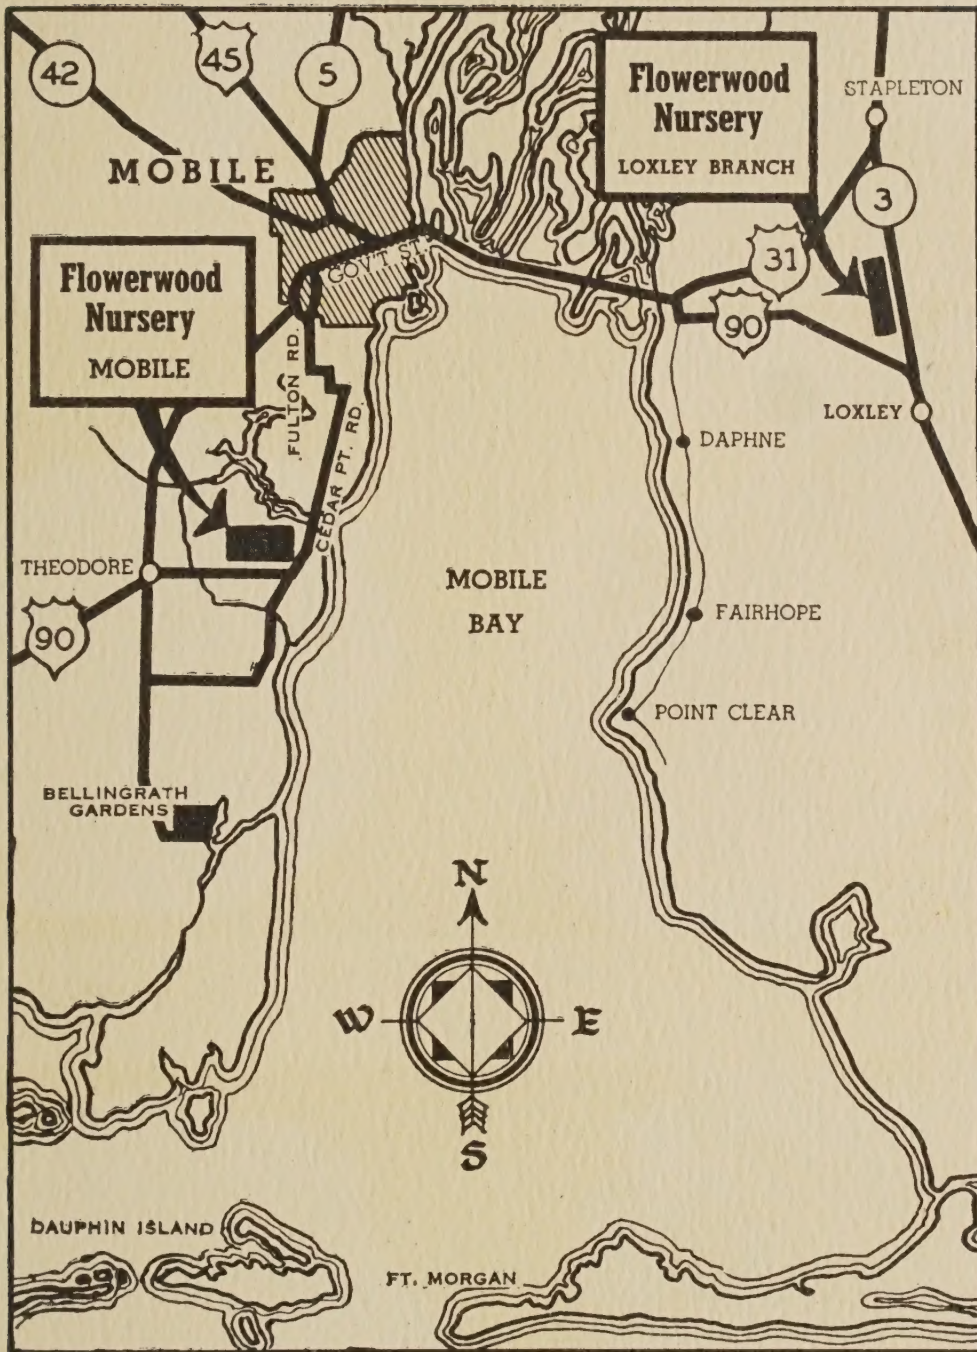 42
45
5
MOBILE
Flowerwood
Nursery
LOXLEY BRANCH
STAPLETON
3
31
90
GOV'T ST.
Flowerwood
Nursery
MOBILE
FULTON RD.
CEDAR PT. RD.
LOXLEY
DAPHNE
THEODORE
90
MOBILE
BAY
FAIRHOPE
POINT CLEAR
BELLINGRATH
GARDENS
N
W
E
S
DAUPHIN ISLAND
FT. MORGAN